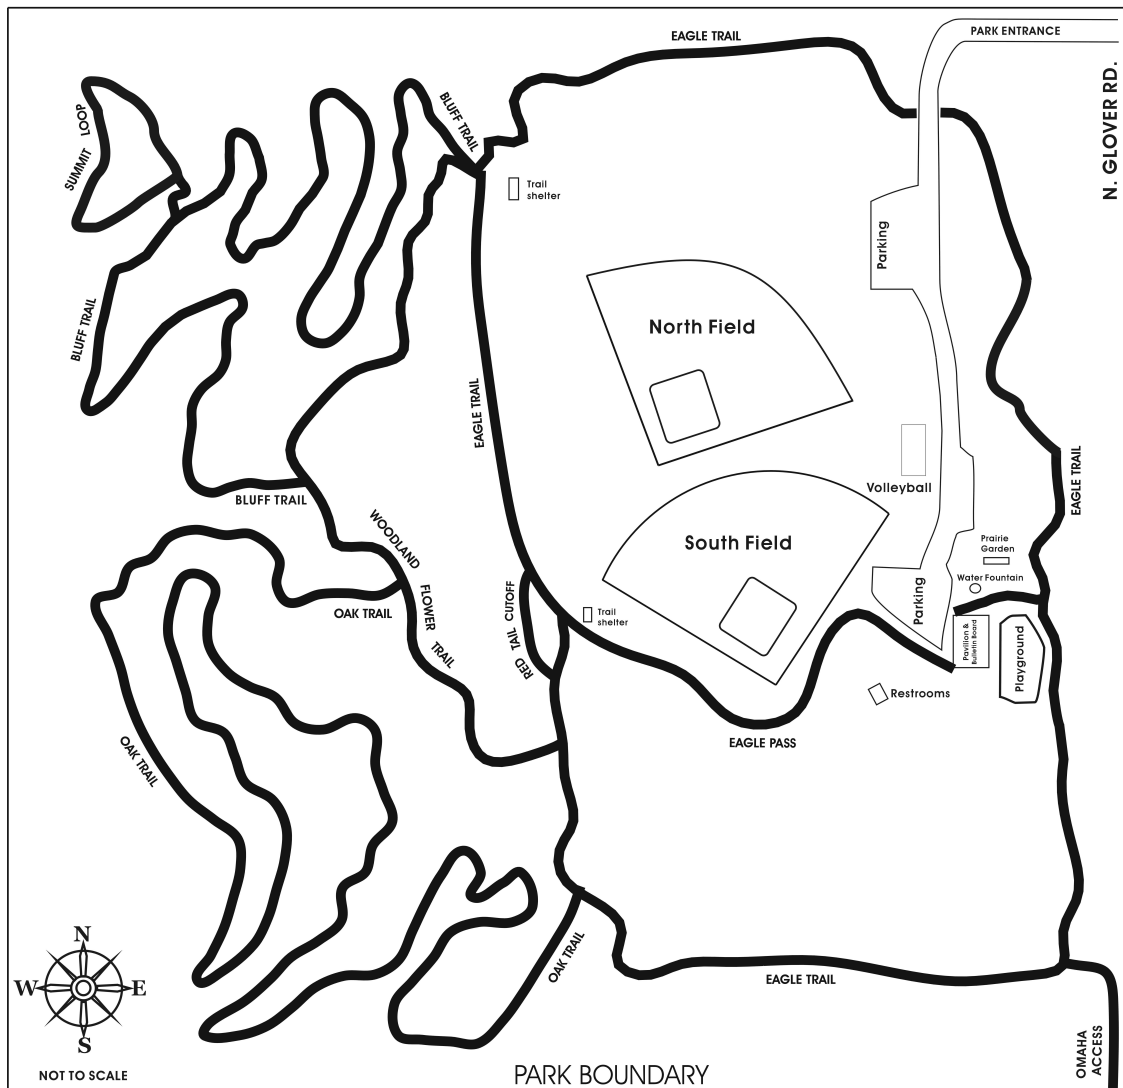 PARK ENTRANCE
EAGLE TRAIL
N. GLOVER RD.
BLUFF TRAIL
SUMMIT LOOP
Trail
shelter
Parking
North Field
BLUFF TRAIL
EAGLE TRAIL
EAGLE TRAIL
Volleyball
BLUFF TRAIL
WOODLAND
FLOWER
TRAIL
South Field
Prairie
Garden
Water Fountain
Parking
OAK TRAIL
RED TAIL CUTOFF
Trail
shelter
Pavilion &
Bulletin Board
Playground
Restrooms
EAGLE PASS
OAK TRAIL
OAK TRAIL
EAGLE TRAIL
N
W
E
S
NOT TO SCALE
PARK BOUNDARY
OMAHA
ACCESS